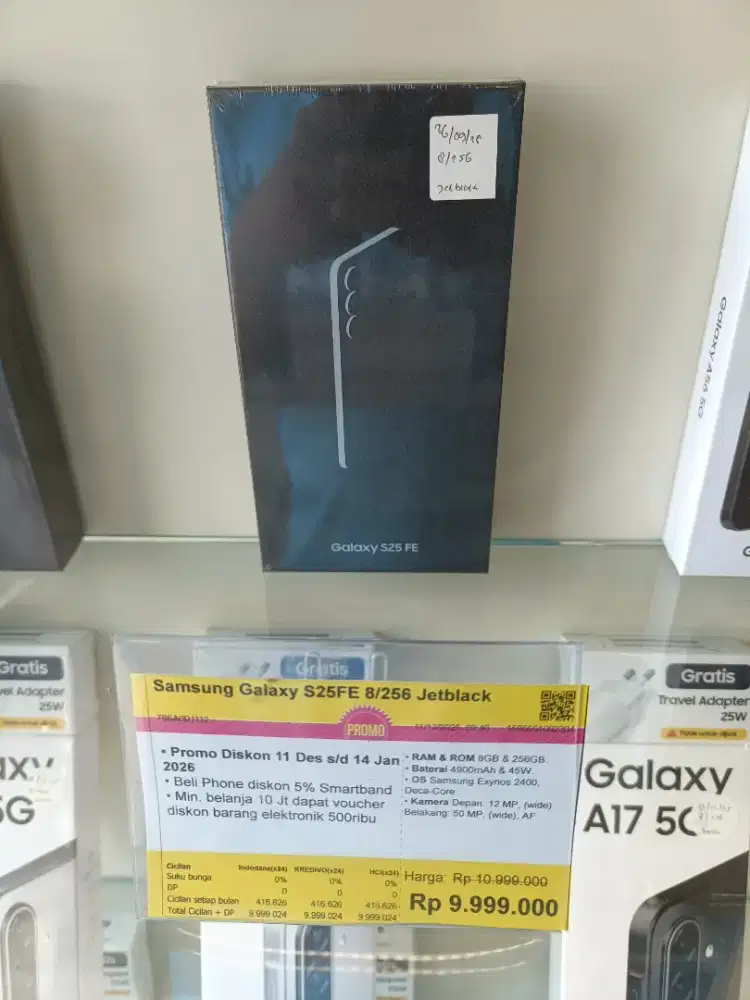 26/09/25
8/256
Jetblack
Galaxy S25 FE
Galaxy A56 5G
Gratis
Travel Adapter
25W
Gratis
Gratis
Travel Adapter
25W
Samsung Galaxy S25FE 8/256 Jetblack
PROMO
• Promo Diskon 11 Des s/d 14 Jan
2026
• Beli Phone diskon 5% Smartband
• Min. belanja 10 Jt dapat voucher
diskon barang elektronik 500ribu
• RAM & ROM 8GB & 256GB
• Baterai 4900mAh & 45W
• OS Samsung Exynos 2400,
Deca-Core
• Kamera Depan: 12 MP, (wide)
Belakang: 50 MP, (wide), AF
Cicilan Indodana(x24) KREDIVO(x24) HCI(x24)
Suku bunga 0% 0% 0%
DP 0 0 0
Cicilan setiap bulan 416.626 416.626 416.626
Total Cicilan + DP 9.999.024 9.999.024 9.999.024
Harga: Rp 10.999.000
Rp 9.999.000
5G
Galaxy
A17 5G